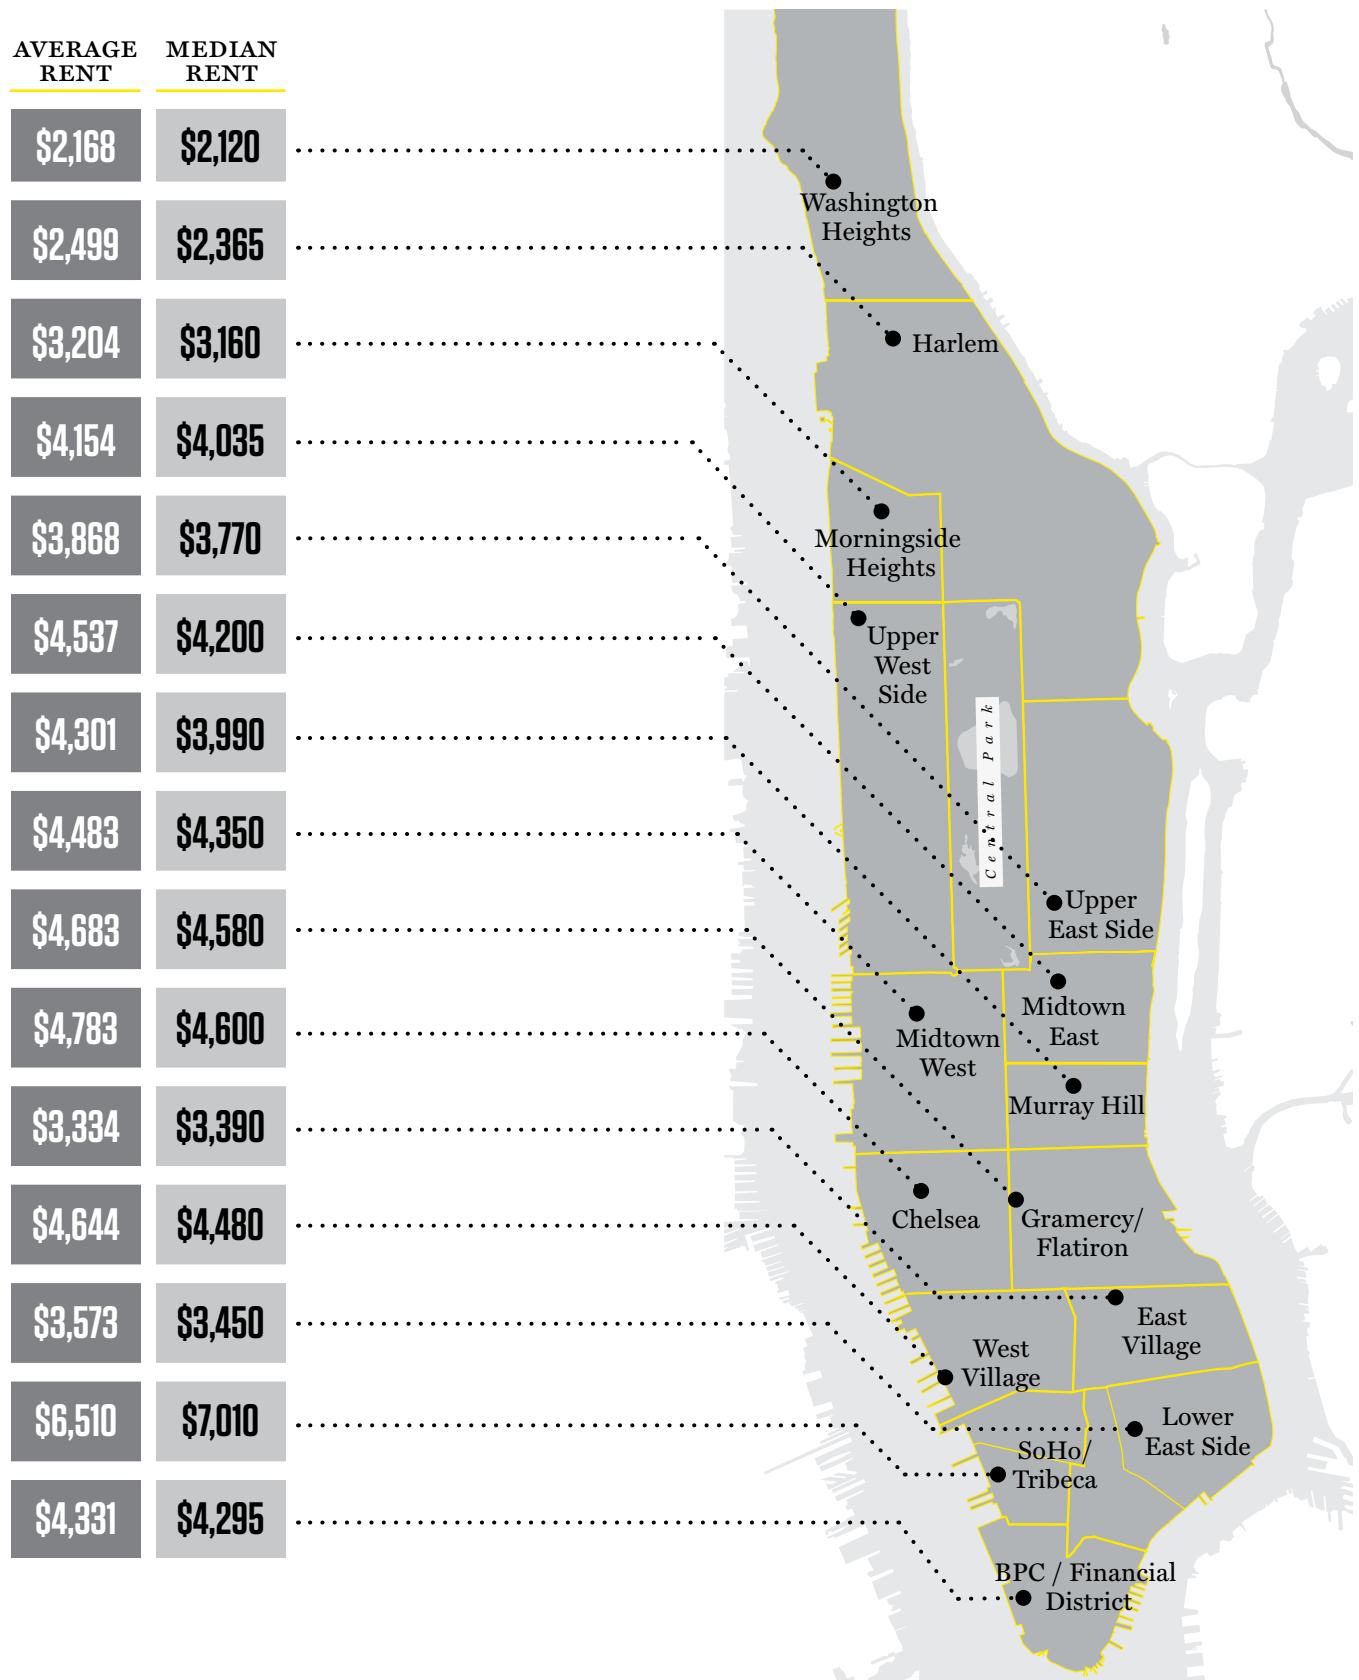 AVERAGE
RENT
MEDIAN
RENT
$2,168
$2,120
$2,499
$2,365
$3,204
$3,160
$4,154
$4,035
$3,868
$3,770
$4,537
$4,200
$4,301
$3,990
$4,483
$4,350
$4,683
$4,580
$4,783
$4,600
$3,334
$3,390
$4,644
$4,480
$3,573
$3,450
$6,510
$7,010
$4,331
$4,295
Washington
Heights
Harlem
Morningside
Heights
Upper
West
Side
Central Park
Upper
East Side
Midtown
East
Midtown
West
Murray Hill
Chelsea
Gramercy/
Flatiron
East
Village
West
Village
Lower
East Side
SoHo/
Tribeca
BPC / Financial
District